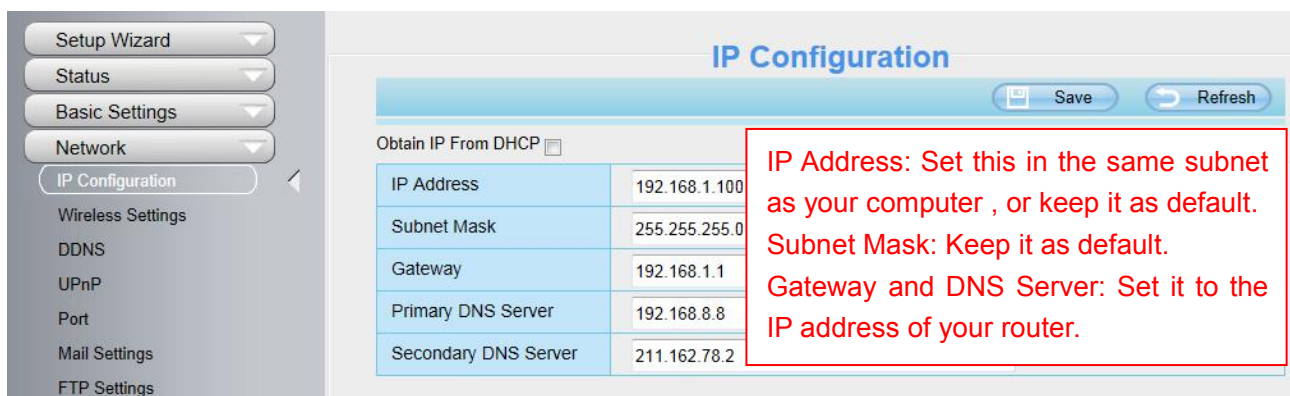 Setup Wizard
Status
Basic Settings
Network
IP Configuration
Wireless Settings
DDNS
UPnP
Port
Mail Settings
FTP Settings
IP Configuration
Save Refresh
Obtain IP From DHCP
IP Address 192.168.1.100
Subnet Mask 255.255.255.0
Gateway 192.168.1.1
Primary DNS Server 192.168.8.8
Secondary DNS Server 211.162.78.2
IP Address: Set this in the same subnet
as your computer , or keep it as default.
Subnet Mask: Keep it as default.
Gateway and DNS Server: Set it to the
IP address of your router.